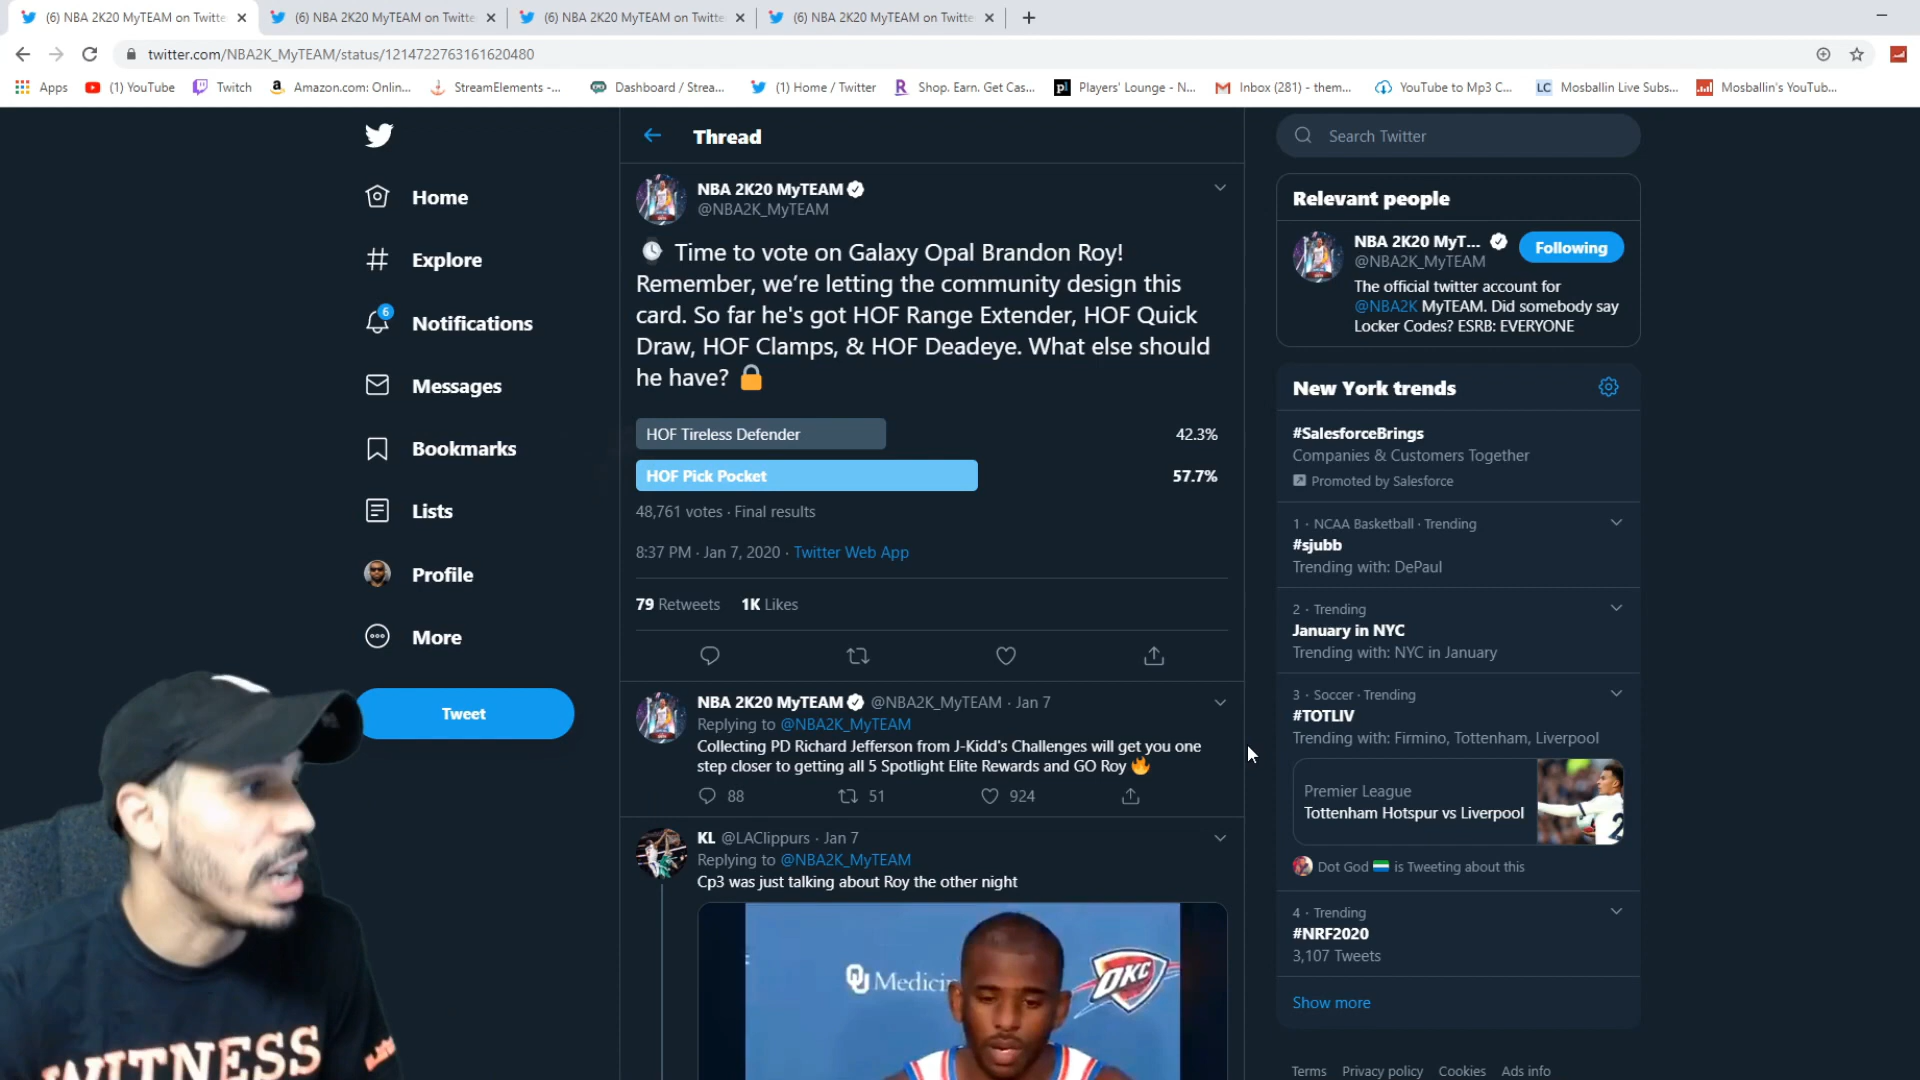 (6) NBA 2K20 MyTEAM on Twitte
(6) NBA 2K20 MyTEAM on Twitte
(6) NBA 2K20 MyTEAM on Twitte
(6) NBA 2K20 MyTEAM on Twitte
twitter.com/NBA2K_MyTEAM/status/1214722763161620480
Apps
(1) YouTube
Twitch
Amazon.com: Onlin...
StreamElements -...
Dashboard / Strea...
(1) Home / Twitter
Shop. Earn. Get Cas...
Players' Lounge - N...
Inbox (281) - them...
YouTube to Mp3 C...
LC Mosballin Live Subs...
Mosballin's YouTub...
Home
Explore
6
Notifications
Messages
Bookmarks
Lists
Profile
More
Tweet
Thread
NBA 2K20 MyTEAM
@NBA2K_MyTEAM
🕓 Time to vote on Galaxy Opal Brandon Roy!
Remember, we’re letting the community design this
card. So far he's got HOF Range Extender, HOF Quick
Draw, HOF Clamps, & HOF Deadeye. What else should
he have? 🔒
HOF Tireless Defender 42.3%
HOF Pick Pocket 57.7%
48,761 votes · Final results
8:37 PM · Jan 7, 2020 · Twitter Web App
79 Retweets 1K Likes
NBA 2K20 MyTEAM @NBA2K_MyTEAM · Jan 7
Replying to @NBA2K_MyTEAM
Collecting PD Richard Jefferson from J-Kidd's Challenges will get you one
step closer to getting all 5 Spotlight Elite Rewards and GO Roy 🔥
88 51 924
KL @LAClippurs · Jan 7
Replying to @NBA2K_MyTEAM
Cp3 was just talking about Roy the other night
Medicin
OKC
Search Twitter
Relevant people
NBA 2K20 MyT...
@NBA2K_MyTEAM
Following
The official twitter account for
@NBA2K MyTEAM. Did somebody say
Locker Codes? ESRB: EVERYONE
New York trends
#SalesforceBrings
Companies & Customers Together
Promoted by Salesforce
1 · NCAA Basketball · Trending
#sjubb
Trending with: DePaul
2 · Trending
January in NYC
Trending with: NYC in January
3 · Soccer · Trending
#TOTLIV
Trending with: Firmino, Tottenham, Liverpool
Premier League
Tottenham Hotspur vs Liverpool
Dot God 🇸🇱 is Tweeting about this
4 · Trending
#NRF2020
3,107 Tweets
Show more
Terms Privacy policy Cookies Ads info
WITNESS